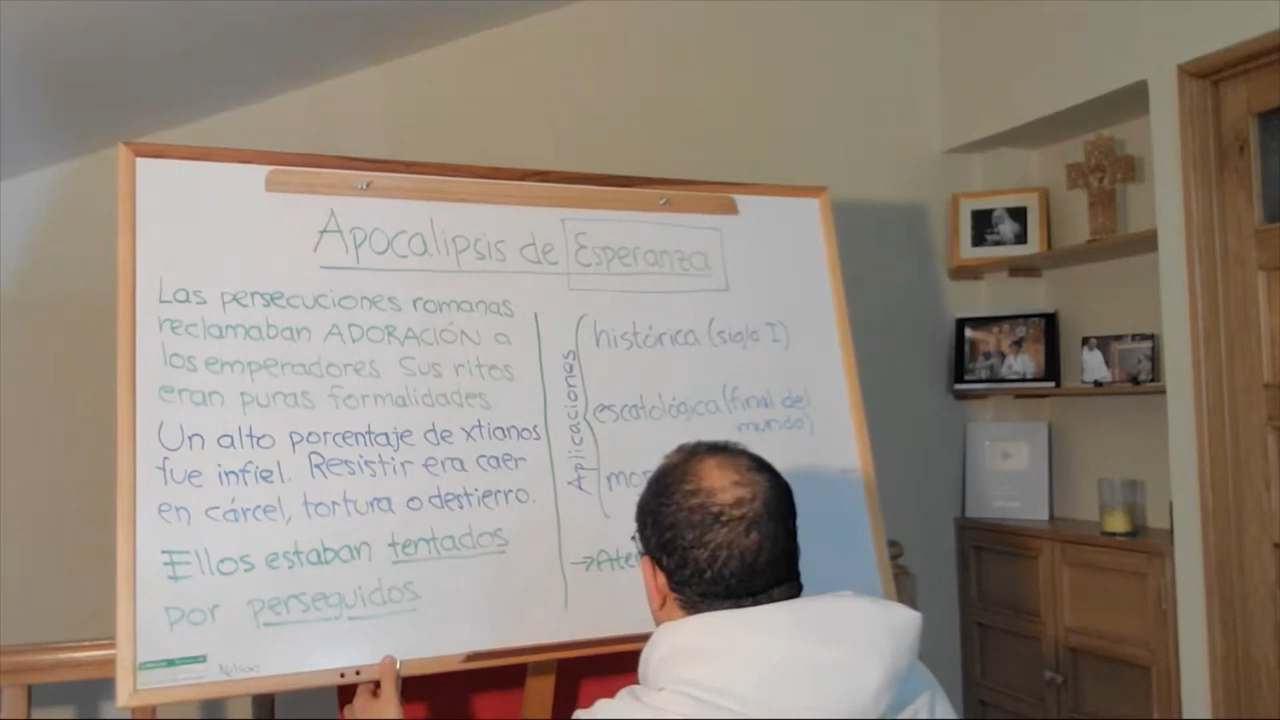 Apocalipsis de Esperanza
Las persecuciones romanas
reclamaban ADORACIÓN a
los emperadores. Sus ritos
eran puras formalidades.
Un alto porcentaje de xtianos
fue infiel. Resistir era caer
en cárcel, tortura o destierro.
Ellos estaban tentados
por perseguidos
Nelson
Aplicaciones
histórica (siglo I)
escatológica (final del
mundo)